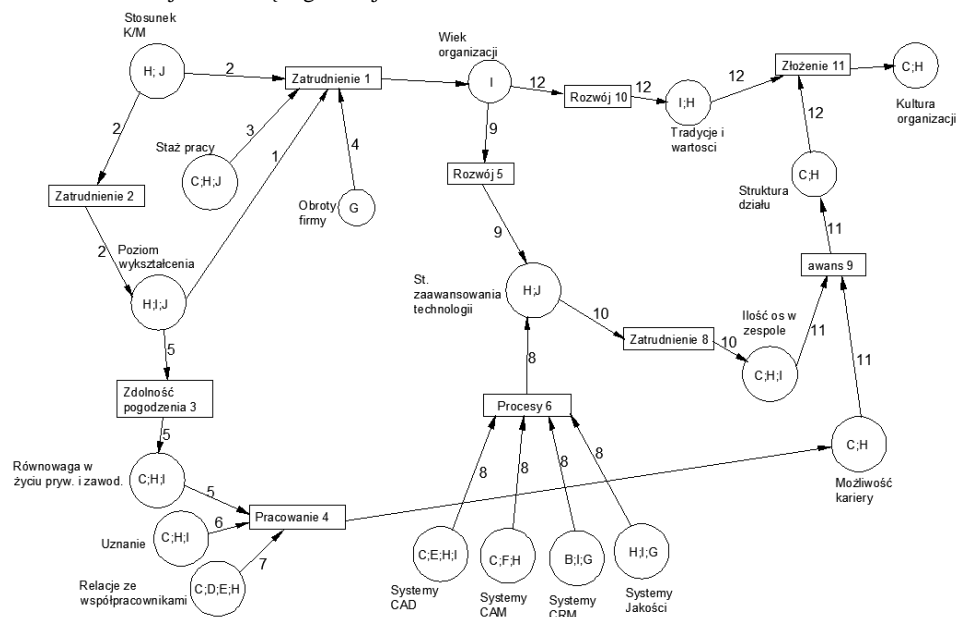 Stosunek
K/M
H; J
2
Zatrudnienie 1
Wiek
organizacji
I
12
Rozwój 10
12
I;H
Tradycje i
wartosci
12
Złożenie 11
C;H
Kultura
organizacji
2
3
1
4
9
12
Staż pracy
C;H;J
Zatrudnienie 2
Obroty
firmy
G
Rozwój 5
C;H
Struktura
działu
2
9
11
Poziom
wykształcenia
H;I;J
St.
zaawansowania
technologii
H;J
awans 9
10
Zatrudnienie 8
10
Ilość os w
zespole
C;H;I
11
11
5
8
Zdolność
pogodzenia 3
Procesy 6
5
8
8
8
8
Równowaga w
życiu pryw. i zawod.
C;H;I
5
Pracowanie 4
C;H
Możliwość
kariery
Uznanie
C;H;I
6
7
Relacje ze
współpracownikami
C;D;E;H
C;E;H;I
C;F;H
B;I;G
H;I;G
Systemy
CAD
Systemy
CAM
Systemy
CRM
Systemy
Jakości